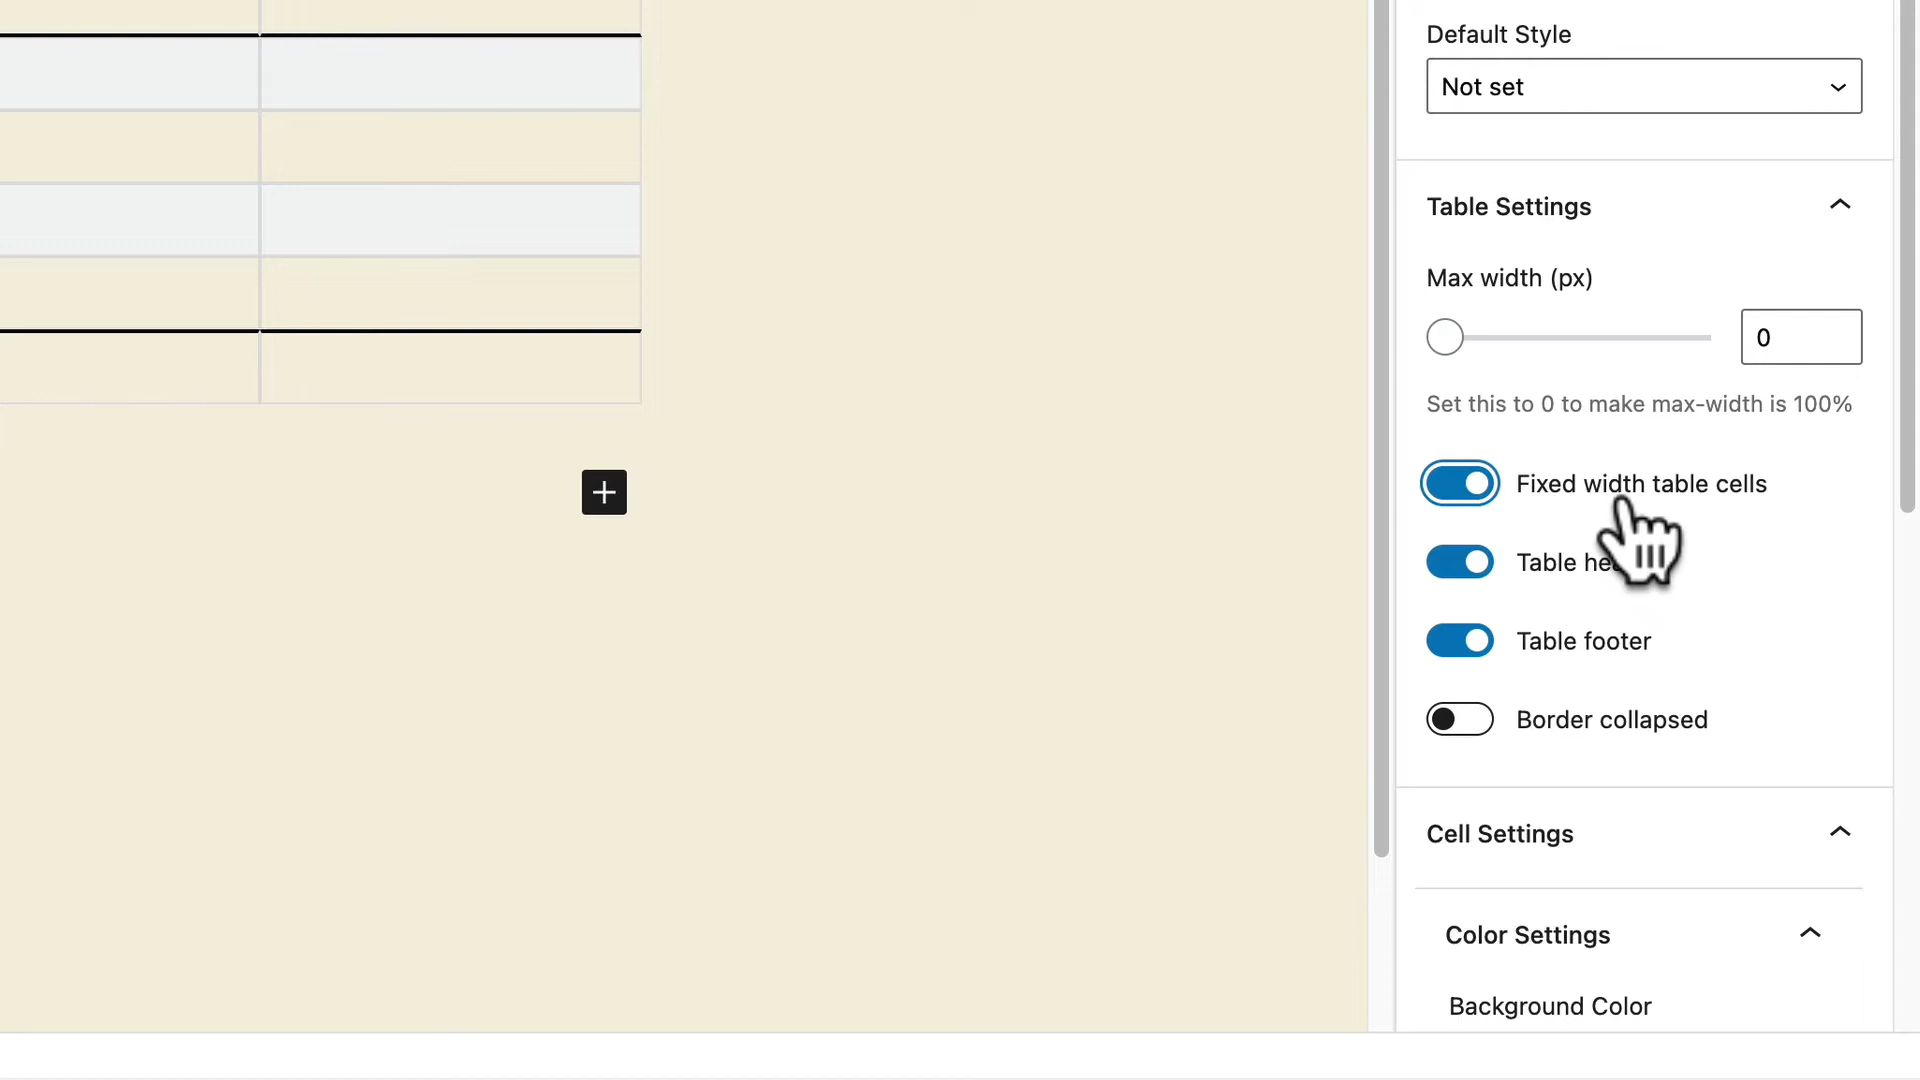 Default Style
Not set
Table Settings
Max width (px)
0
Set this to 0 to make max-width is 100%
Fixed width table cells
Table
Table footer
Border collapsed
Cell Settings
Color Settings
Background Color